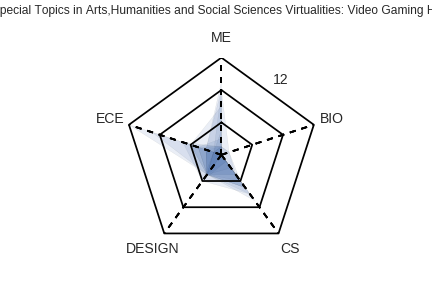 pecial Topics in Arts,Humanities and Social Sciences Virtualities: Video Gaming H
ME
12
ECE
BIO
DESIGN
CS